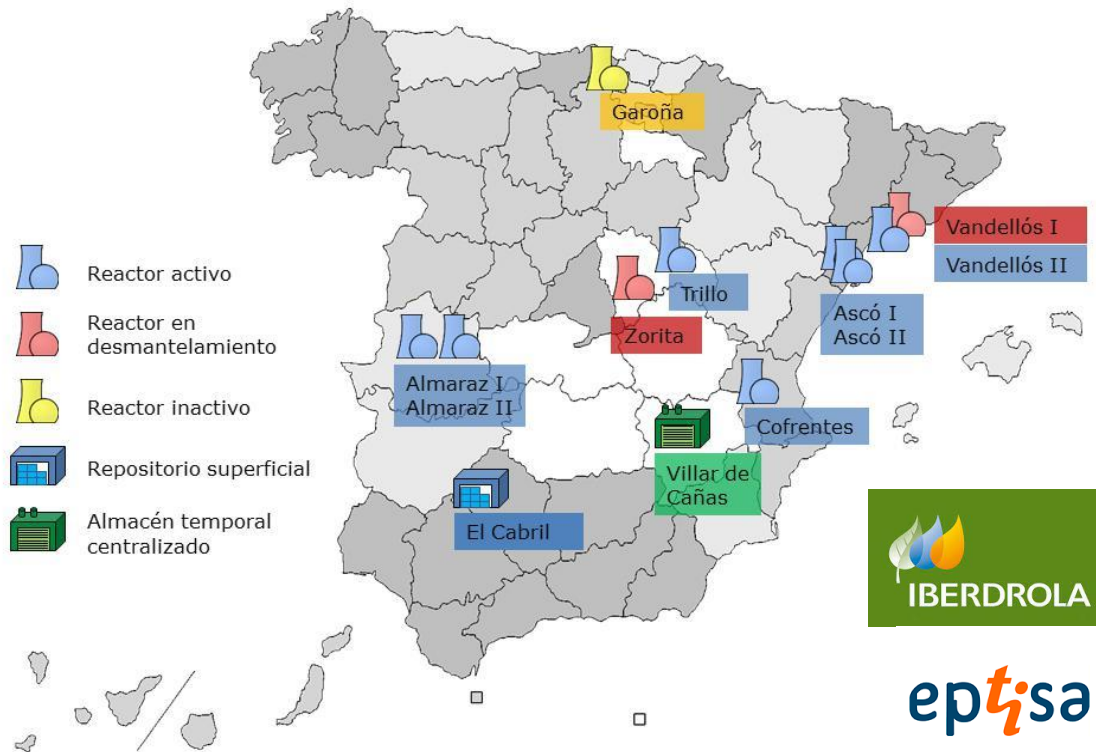 Garoña
Vandellós I
Vandellós II
Reactor activo
Trillo
Ascó I
Ascó II
Reactor en
desmantelamiento
Zorita
Almaraz I
Almaraz II
Reactor inactivo
Cofrentes
Repositorio superficial
Villar de
Cañas
El Cabril
Almacén temporal
centralizado
IBERDROLA
eptisa